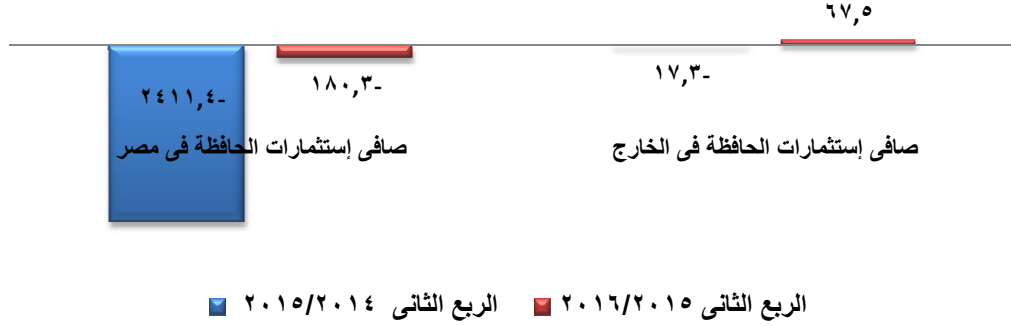 ٦٧,٥
١٧,٣-
١٨٠,٣-
٢٤١١,٤-
صافى إستثمارات الحافظة فى الخارج
صافى إستثمارات الحافظة فى مصر
الربع الثانى ٢٠١٦/٢٠١٥
الربع الثانى ٢٠١٥/٢٠١٤